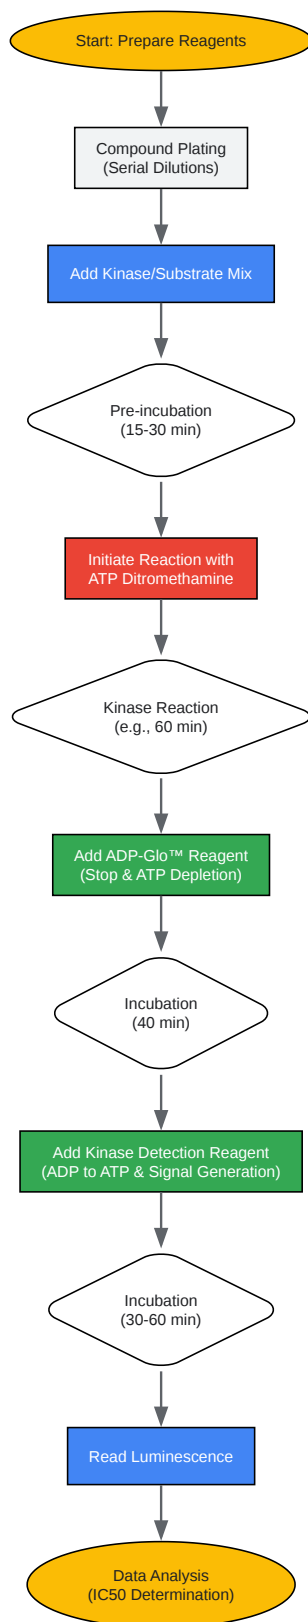 Start: Prepare Reagents
Compound Plating
(Serial Dilutions)
Add Kinase/Substrate Mix
Pre-incubation
(15-30 min)
Initiate Reaction with
ATP Ditromethamine
Kinase Reaction
(e.g., 60 min)
Add ADP-Glo™ Reagent
(Stop & ATP Depletion)
Incubation
(40 min)
Add Kinase Detection Reagent
(ADP to ATP & Signal Generation)
Incubation
(30-60 min)
Read Luminescence
Data Analysis
(IC50 Determination)